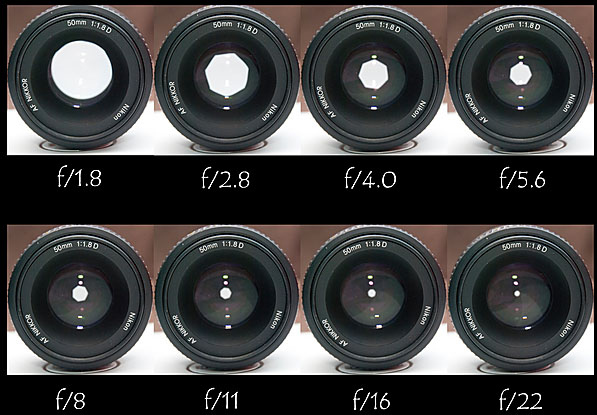 50mm 1:1.8 D
AF NIKKOR
Nikon
50mm 1:1.8 D
AF NIKKOR
Nikon
50mm 1:1.8 D
AF NIKKOR
Nikon
50mm 1:1.8 D
AF NIKKOR
Nikon
f/1.8
f/2.8
f/4.0
f/5.6
50mm 1:1.8 D
AF NIKKOR
Nikon
50mm 1:1.8 D
AF NIKKOR
Nikon
50mm 1:1.8 D
AF NIKKOR
Nikon
50mm 1:1.8 D
AF NIKKOR
Nikon
f/8
f/11
f/16
f/22